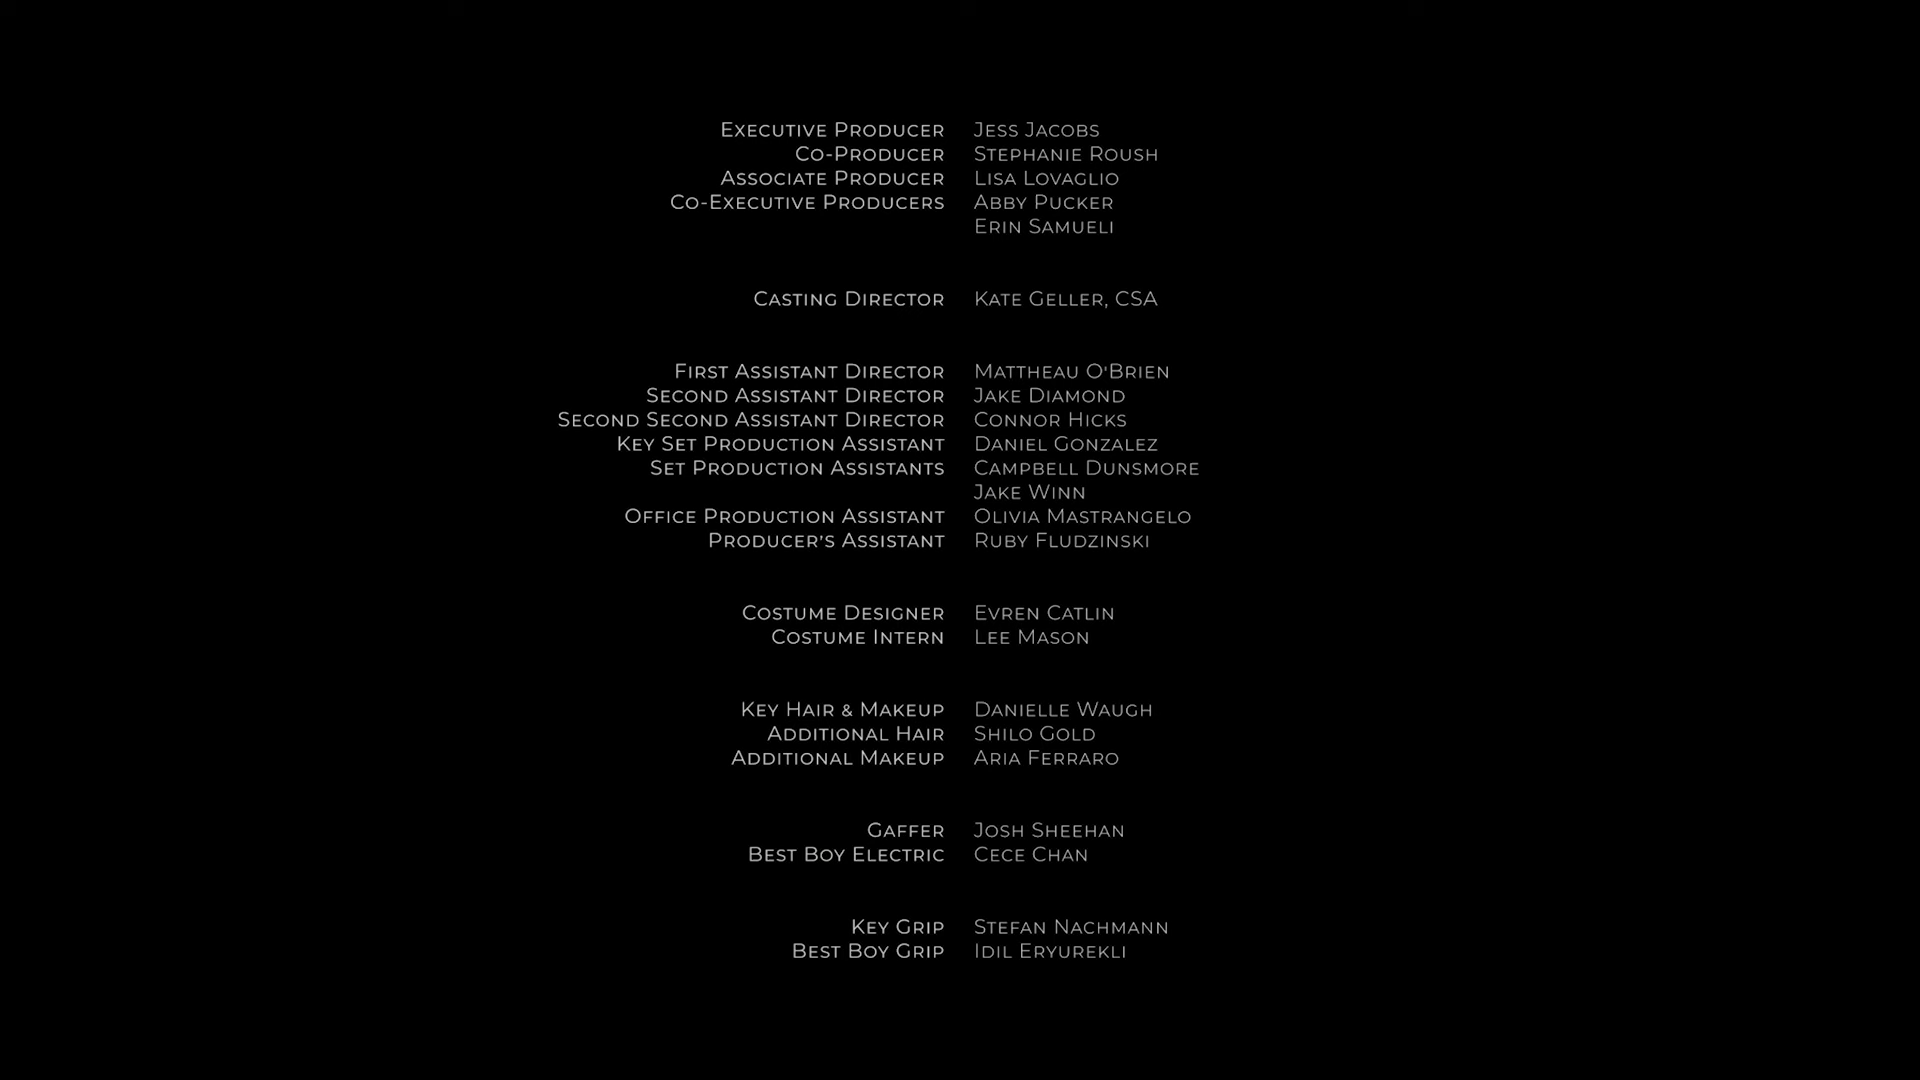 Executive Producer Jess Jacobs
Co-Producer Stephanie Roush
Associate Producer Lisa Lovaglio
Co-Executive Producers Abby Pucker
Erin Samueli
Casting Director Kate Geller, CSA
First Assistant Director Mattheau O'Brien
Second Assistant Director Jake Diamond
Second Second Assistant Director Connor Hicks
Key Set Production Assistant Daniel Gonzalez
Set Production Assistants Campbell Dunsmore
Jake Winn
Office Production Assistant Olivia Mastrangelo
Producer’s Assistant Ruby Fludzinski
Costume Designer Evren Catlin
Costume Intern Lee Mason
Key Hair & Makeup Danielle Waugh
Additional Hair Shilo Gold
Additional Makeup Aria Ferraro
Gaffer Josh Sheehan
Best Boy Electric Cece Chan
Key Grip Stefan Nachmann
Best Boy Grip Idil Eryurekli